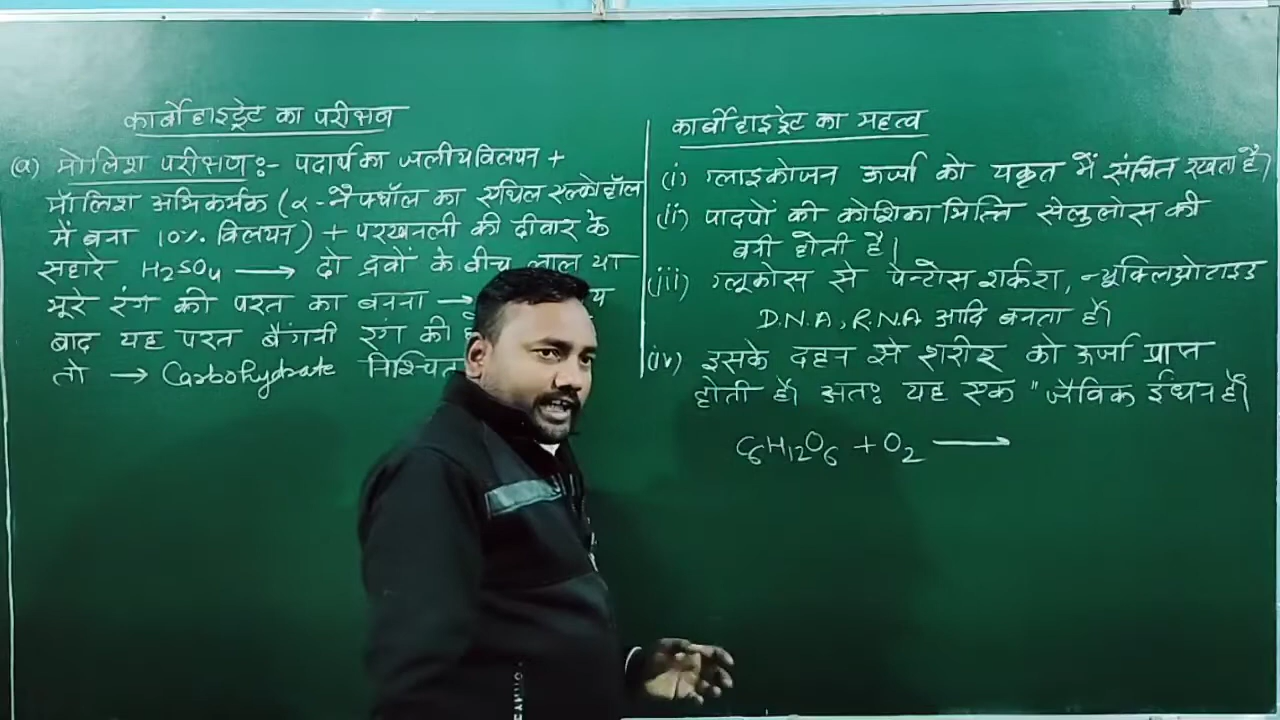 कार्बोहाइड्रेट का परीक्षण
(a) मोलिश परीक्षण:- पदार्थ का जलीय विलयन +
मॉलिश अभिकर्मक (α-नैफ्थॉल का एथिल एल्कोहॉल
में बना 10% विलयन) + परखनली की दीवार के
सहारे H₂SO₄ ⟶ दो द्रवों के बीच लाल या
भूरे रंग की परत का बनना →
बाद यह परत बैंगनी रंग की
तो → Carbohydrate निश्चित
कार्बोहाइड्रेट का महत्व
(i) ग्लाइकोजन ऊर्जा को यकृत में संचित रखता है।
(ii) पादपों की कोशिका भित्ति सेलुलोस की
बनी होती है।
(iii) ग्लूकोस से पेन्टोस शर्करा, न्यूक्लिओटाइड
D.N.A, R.N.A आदि बनता है।
(iv) इसके दहन से शरीर को ऊर्जा प्राप्त
होती है। अतः यह एक "जैविक ईधन है।
C₆H₁₂O₆ + O₂ ⟶